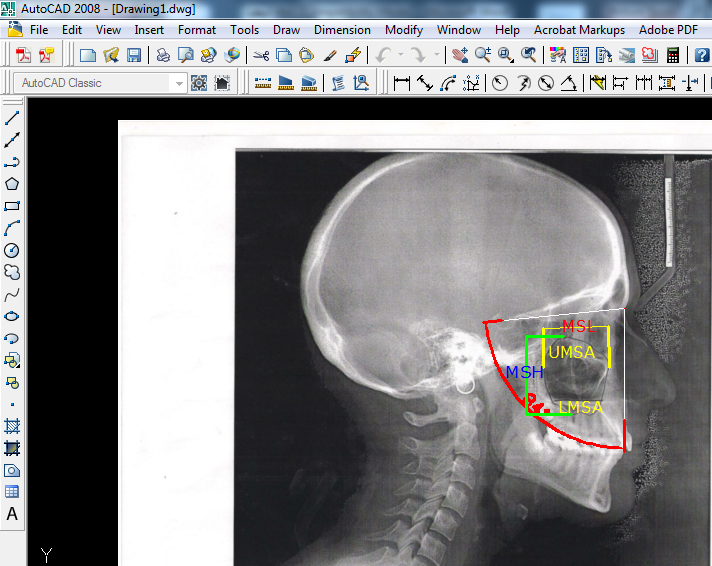 AutoCAD 2008 - [Drawing1.dwg]
File Edit View Insert Format Tools Draw Dimension Modify Window Help Acrobat Markups Adobe PDF
AutoCAD Classic
MSL
UMSA
MSH
LMSA
A
Y